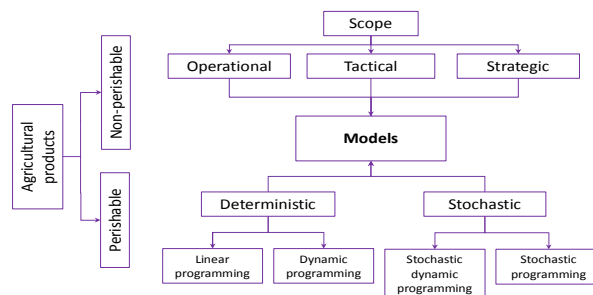 Agricultural
products
Non-perishable
Perishable
Scope
Operational
Tactical
Strategic
Models
Deterministic
Stochastic
Linear
programming
Dynamic
programming
Stochastic
dynamic
programming
Stochastic
programming